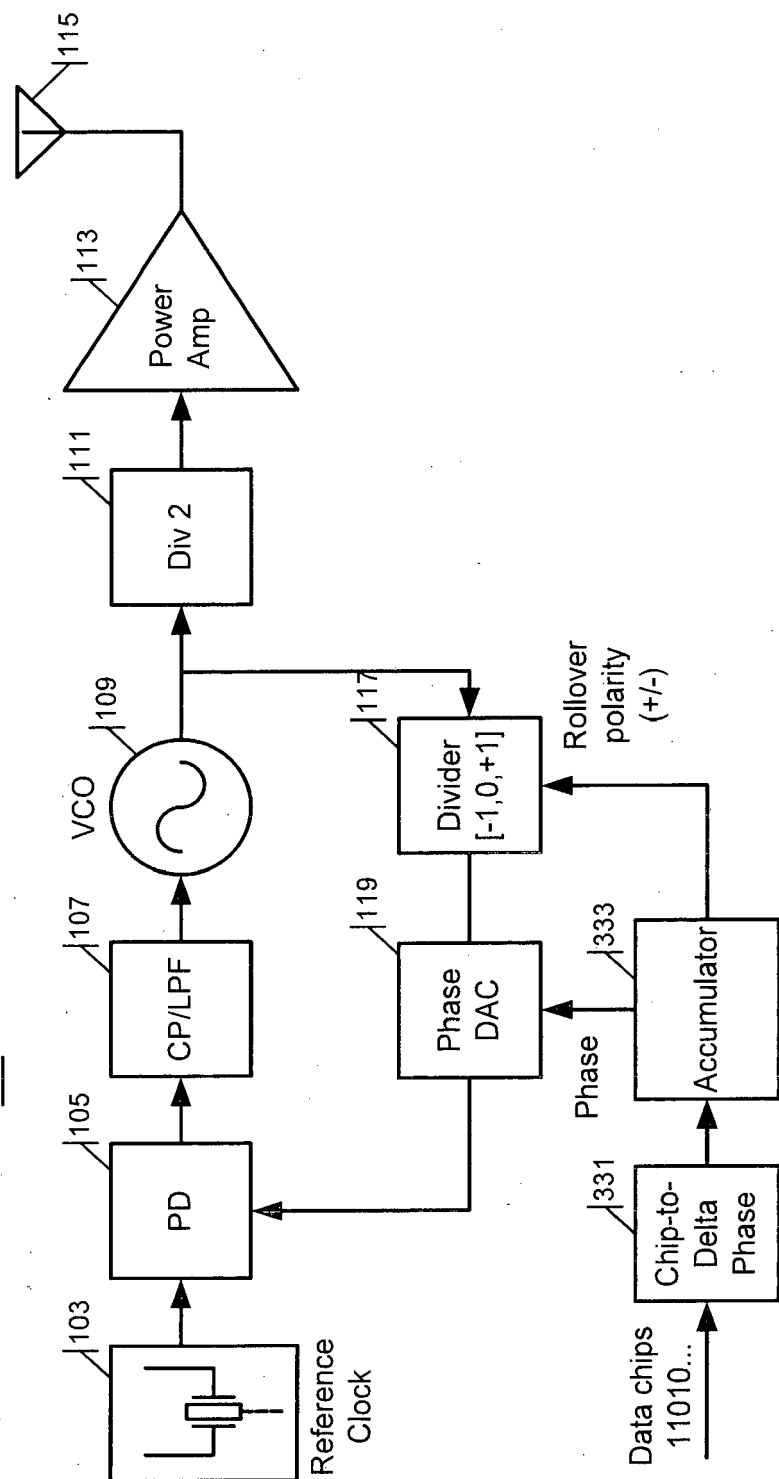 115
113
Power
Amp
111
Div 2
109
VCO
117
Divider
[-1,0,+1]
Rollover
polarity
(+/-)
107
CP/LPF
119
Phase
DAC
333
Accumulator
Phase
105
PD
331
Chip-to-
Delta
Phase
103
Reference
Clock
Data chips
11010...